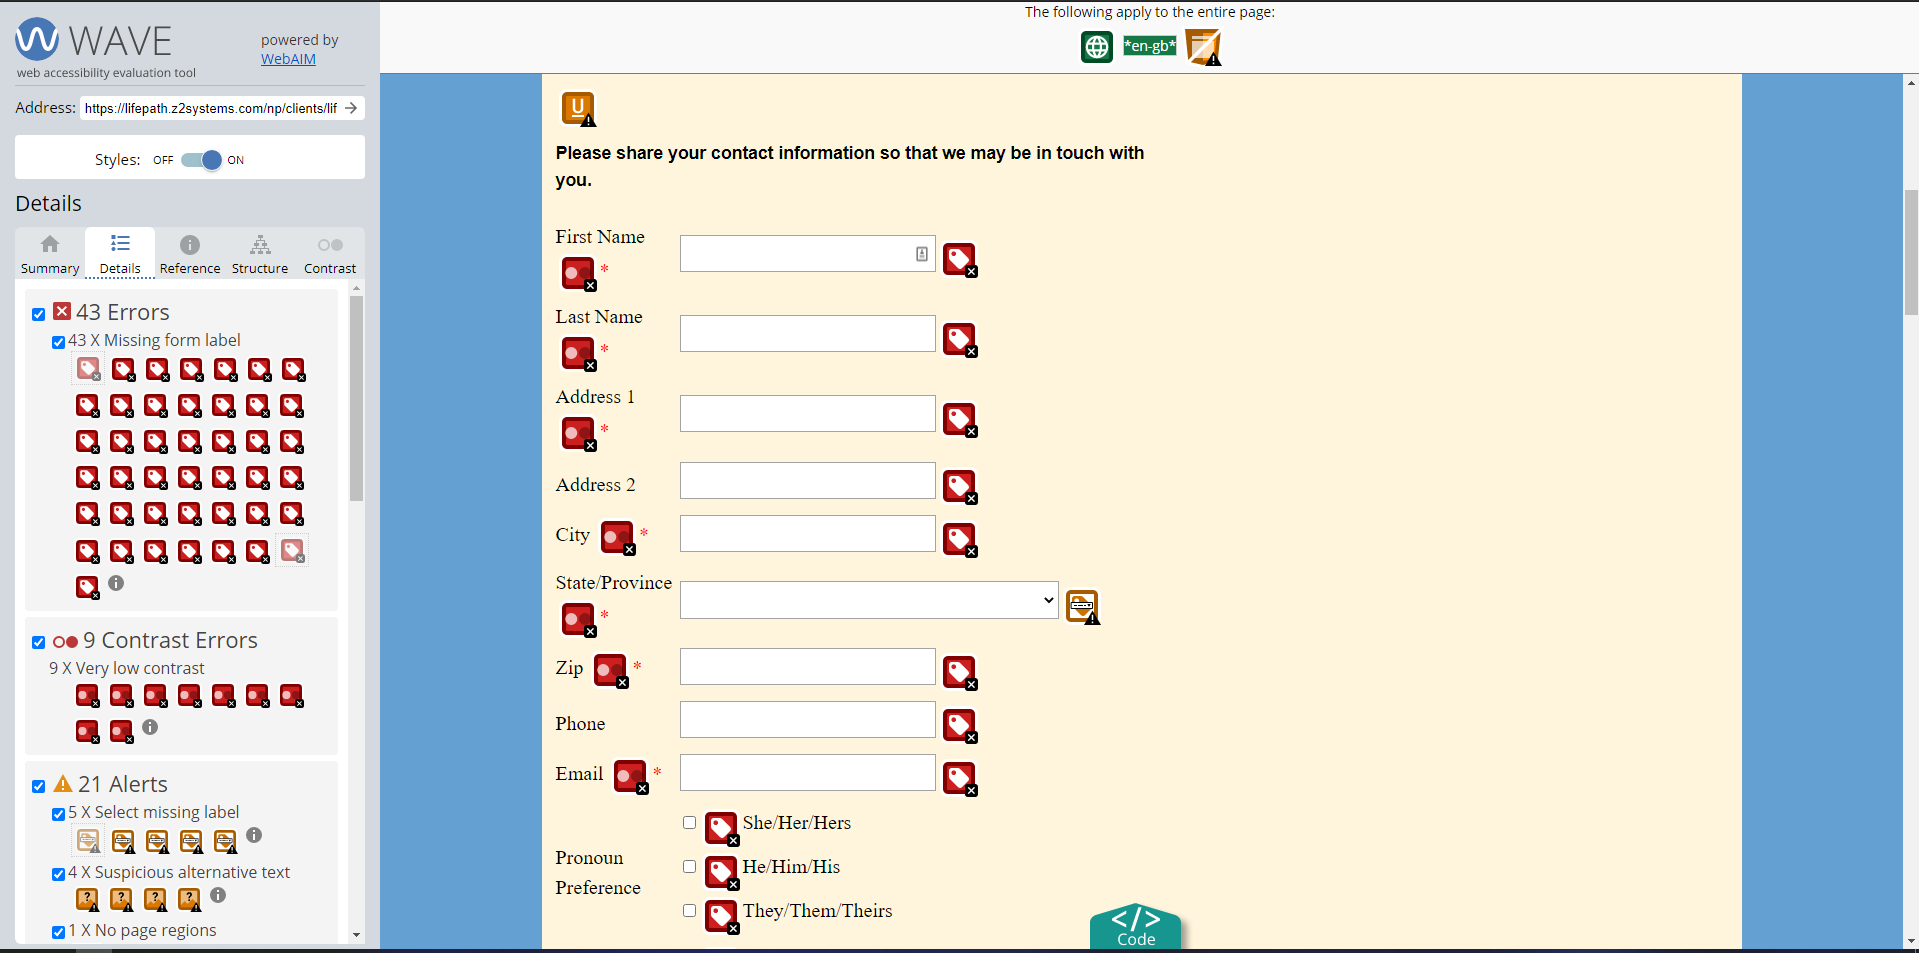 The following apply to the entire page:
*en-gb*
WAVE
web accessibility evaluation tool
powered by
WebAIM
Address: https://lifepath.z2systems.com/np/clients/lif
Styles: OFF ON
Details
Summary Details Reference Structure Contrast
43 Errors
43 X Missing form label
9 Contrast Errors
9 X Very low contrast
21 Alerts
5 X Select missing label
4 X Suspicious alternative text
1 X No page regions
U
Please share your contact information so that we may be in touch with
you.
First Name
*
Last Name
*
Address 1
*
Address 2
City *
State/Province
*
Zip *
Phone
Email *
Pronoun
Preference
She/Her/Hers
He/Him/His
They/Them/Theirs
</> 
Code